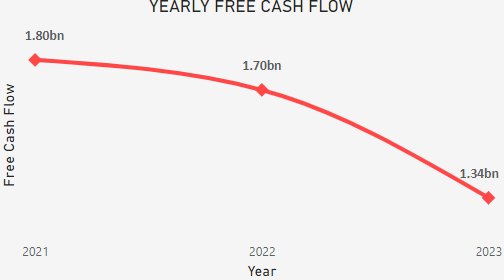 YEARLY FREE CASH FLOW
1.80bn
1.70bn
1.34bn
Free Cash Flow
2021 2022 2023
Year